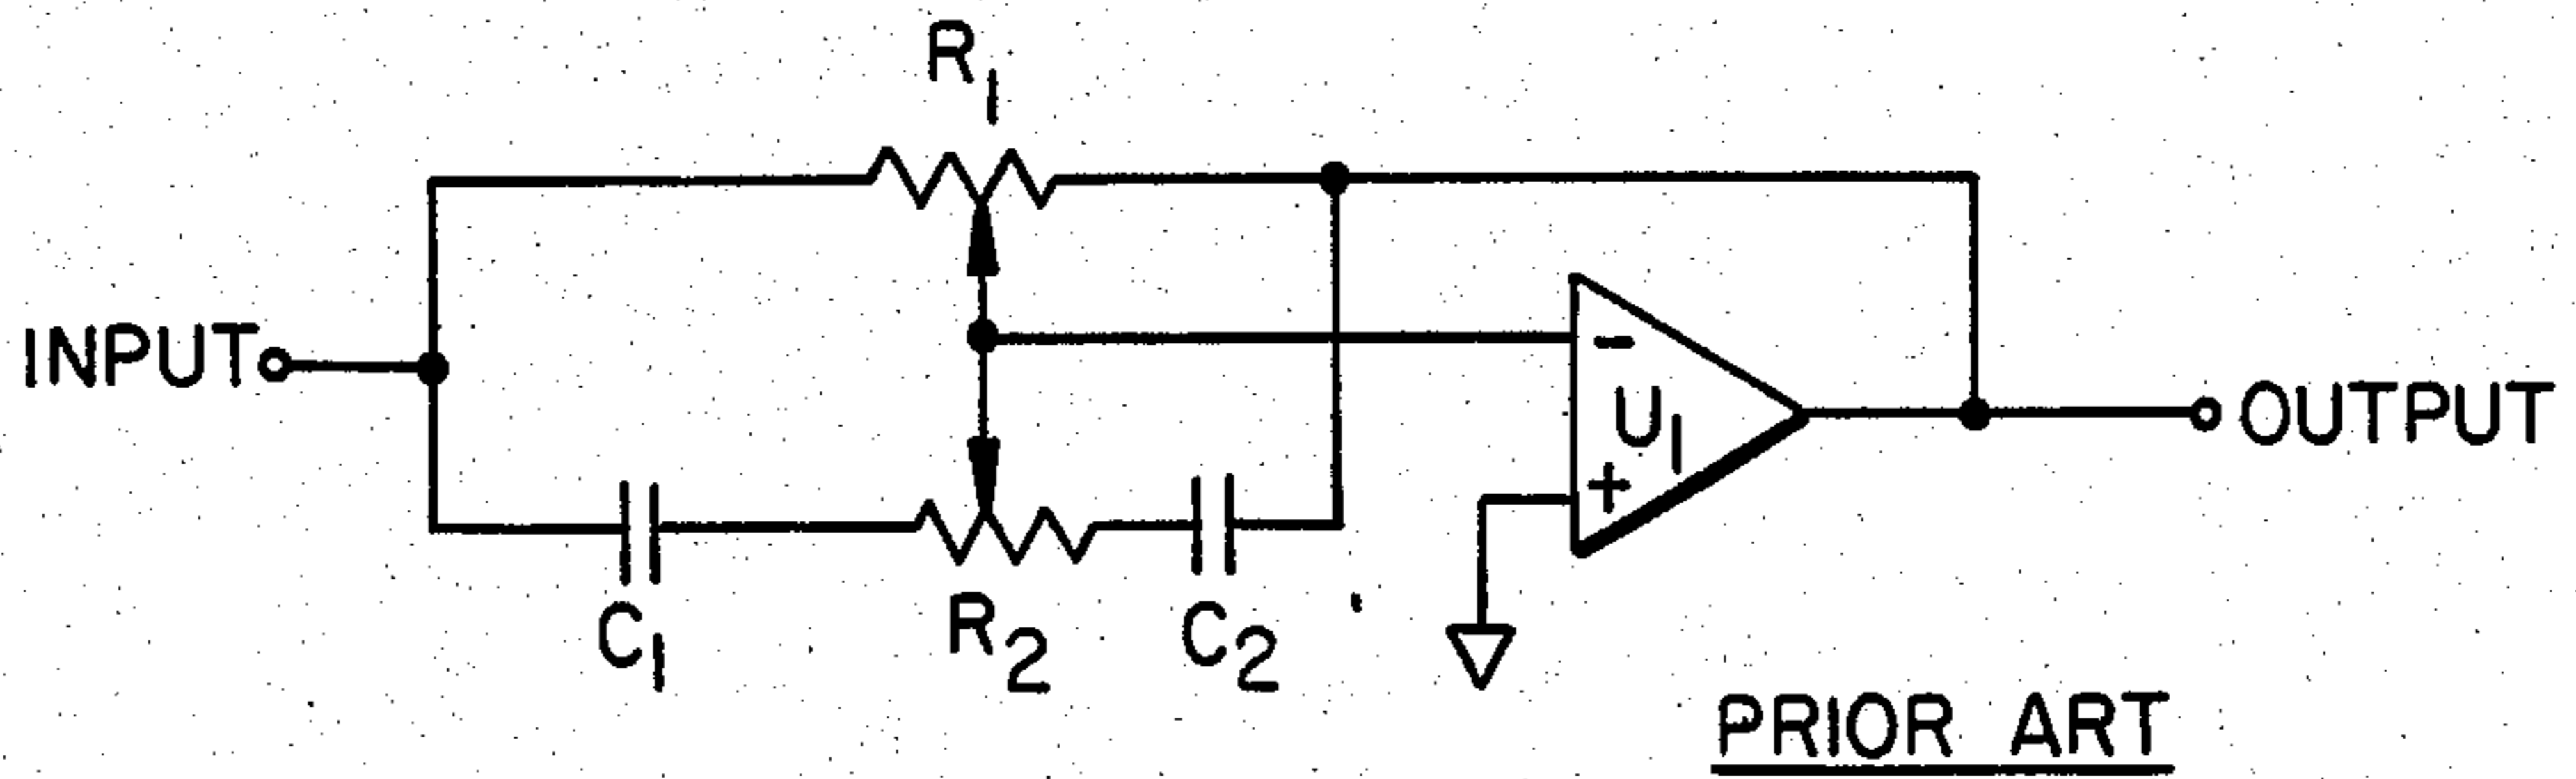 R1
INPUT
-
U1
+
OUTPUT
C1
R2
C2
PRIOR ART